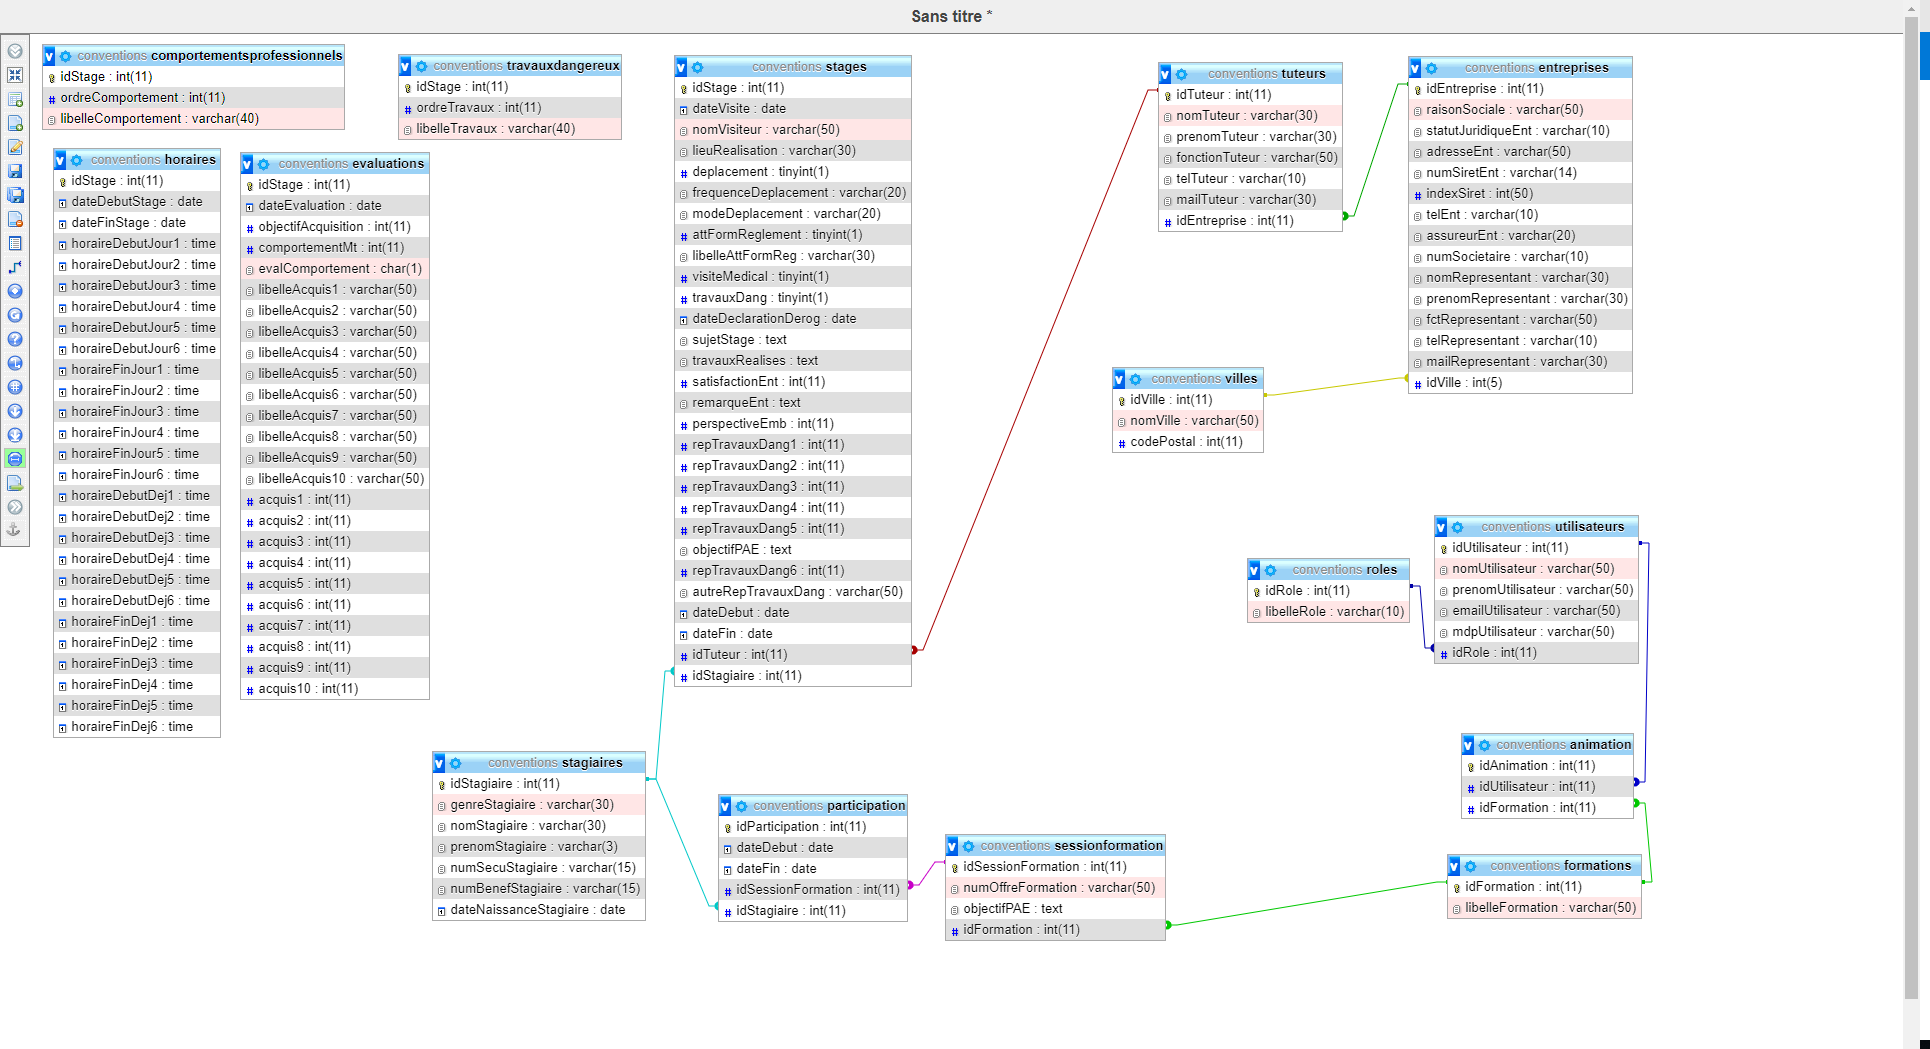 Sans titre *
conventions comportementsprofessionnels
idStage : int(11)
ordreComportement : int(11)
libelleComportement : varchar(40)
conventions travauxdangereux
idStage : int(11)
ordreTravaux : int(11)
libelleTravaux : varchar(40)
conventions horaires
idStage : int(11)
dateDebutStage : date
dateFinStage : date
horaireDebutJour1 : time
horaireDebutJour2 : time
horaireDebutJour3 : time
horaireDebutJour4 : time
horaireDebutJour5 : time
horaireDebutJour6 : time
horaireFinJour1 : time
horaireFinJour2 : time
horaireFinJour3 : time
horaireFinJour4 : time
horaireFinJour5 : time
horaireFinJour6 : time
horaireDebutDej1 : time
horaireDebutDej2 : time
horaireDebutDej3 : time
horaireDebutDej4 : time
horaireDebutDej5 : time
horaireDebutDej6 : time
horaireFinDej1 : time
horaireFinDej2 : time
horaireFinDej3 : time
horaireFinDej4 : time
horaireFinDej5 : time
horaireFinDej6 : time
conventions evaluations
idStage : int(11)
dateEvaluation : date
objectifAcquisition : int(11)
comportementMt : int(11)
evalComportement : char(1)
libelleAcquis1 : varchar(50)
libelleAcquis2 : varchar(50)
libelleAcquis3 : varchar(50)
libelleAcquis4 : varchar(50)
libelleAcquis5 : varchar(50)
libelleAcquis6 : varchar(50)
libelleAcquis7 : varchar(50)
libelleAcquis8 : varchar(50)
libelleAcquis9 : varchar(50)
libelleAcquis10 : varchar(50)
acquis1 : int(11)
acquis2 : int(11)
acquis3 : int(11)
acquis4 : int(11)
acquis5 : int(11)
acquis6 : int(11)
acquis7 : int(11)
acquis8 : int(11)
acquis9 : int(11)
acquis10 : int(11)
conventions stages
idStage : int(11)
dateVisite : date
nomVisiteur : varchar(50)
lieuRealisation : varchar(30)
deplacement : tinyint(1)
frequenceDeplacement : varchar(20)
modeDeplacement : varchar(20)
attFormReglement : tinyint(1)
libelleAttFormReg : varchar(30)
visiteMedical : tinyint(1)
travauxDang : tinyint(1)
dateDeclarationDerog : date
sujetStage : text
travauxRealises : text
satisfactionEnt : int(11)
remarqueEnt : text
perspectiveEmb : int(11)
repTravauxDang1 : int(11)
repTravauxDang2 : int(11)
repTravauxDang3 : int(11)
repTravauxDang4 : int(11)
repTravauxDang5 : int(11)
objectifPAE : text
repTravauxDang6 : int(11)
autreRepTravauxDang : varchar(50)
dateDebut : date
dateFin : date
idTuteur : int(11)
idStagiaire : int(11)
conventions tuteurs
idTuteur : int(11)
nomTuteur : varchar(30)
prenomTuteur : varchar(30)
fonctionTuteur : varchar(50)
telTuteur : varchar(10)
mailTuteur : varchar(30)
idEntreprise : int(11)
conventions entreprises
idEntreprise : int(11)
raisonSociale : varchar(50)
statutJuridiqueEnt : varchar(10)
adresseEnt : varchar(50)
numSiretEnt : varchar(14)
indexSiret : int(50)
telEnt : varchar(10)
assureurEnt : varchar(20)
numSocietaire : varchar(10)
nomRepresentant : varchar(30)
prenomRepresentant : varchar(30)
fctRepresentant : varchar(50)
telRepresentant : varchar(10)
mailRepresentant : varchar(30)
idVille : int(5)
conventions villes
idVille : int(11)
nomVille : varchar(50)
codePostal : int(11)
conventions utilisateurs
idUtilisateur : int(11)
nomUtilisateur : varchar(50)
prenomUtilisateur : varchar(50)
emailUtilisateur : varchar(50)
mdpUtilisateur : varchar(50)
idRole : int(11)
conventions roles
idRole : int(11)
libelleRole : varchar(10)
conventions animation
idAnimation : int(11)
idUtilisateur : int(11)
idFormation : int(11)
conventions stagiaires
idStagiaire : int(11)
genreStagiaire : varchar(30)
nomStagiaire : varchar(30)
prenomStagiaire : varchar(3)
numSecuStagiaire : varchar(15)
numBenefStagiaire : varchar(15)
dateNaissanceStagiaire : date
conventions participation
idParticipation : int(11)
dateDebut : date
dateFin : date
idSessionFormation : int(11)
idStagiaire : int(11)
conventions sessionformation
idSessionFormation : int(11)
numOffreFormation : varchar(50)
objectifPAE : text
idFormation : int(11)
conventions formations
idFormation : int(11)
libelleFormation : varchar(50)